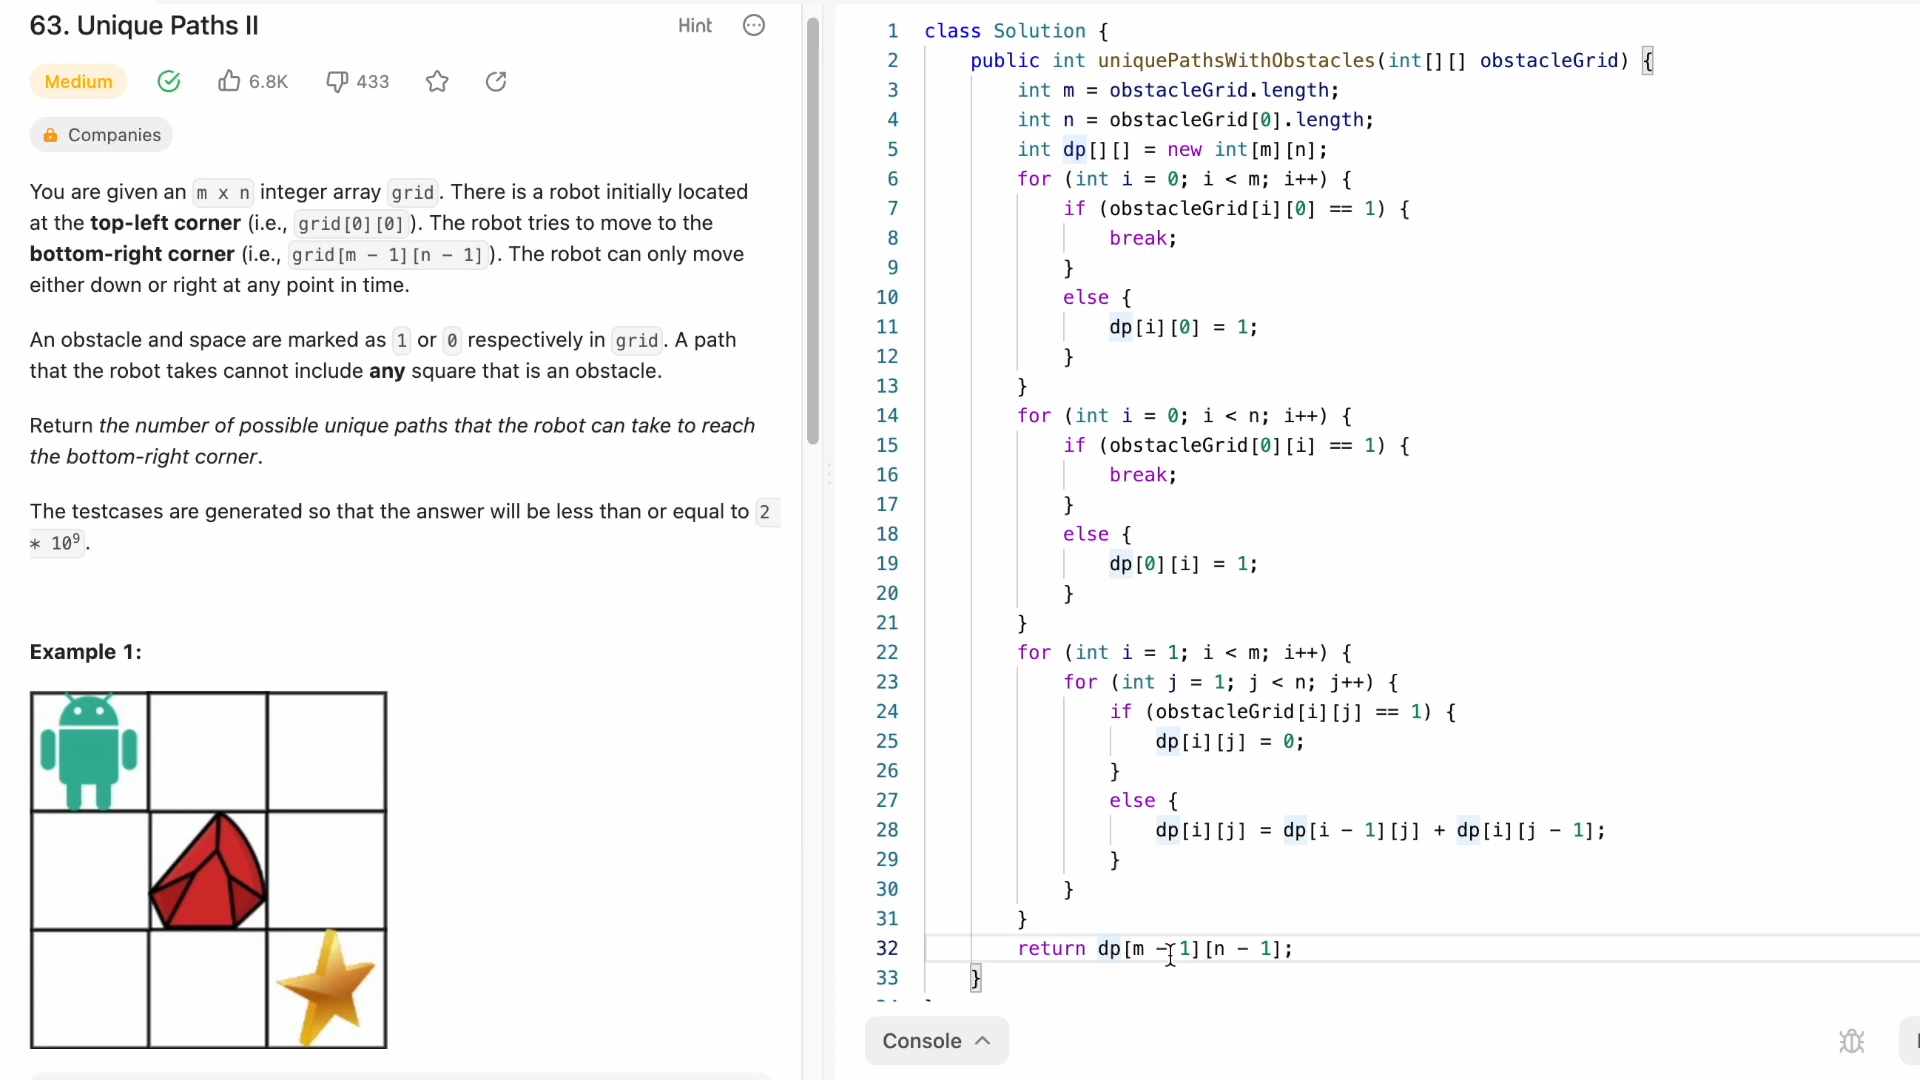 63. Unique Paths II
Hint
Medium
6.8K
433
Companies
You are given an m x n integer array grid. There is a robot initially located
at the top-left corner (i.e., grid[0][0]). The robot tries to move to the
bottom-right corner (i.e., grid[m - 1][n - 1]). The robot can only move
either down or right at any point in time.
An obstacle and space are marked as 1 or 0 respectively in grid. A path
that the robot takes cannot include any square that is an obstacle.
Return the number of possible unique paths that the robot can take to reach
the bottom-right corner.
The testcases are generated so that the answer will be less than or equal to 2
* 10⁹.
Example 1:
1 class Solution {
2     public int uniquePathsWithObstacles(int[][] obstacleGrid) {
3         int m = obstacleGrid.length;
4         int n = obstacleGrid[0].length;
5         int dp[][] = new int[m][n];
6         for (int i = 0; i < m; i++) {
7             if (obstacleGrid[i][0] == 1) {
8                 break;
9             }
10             else {
11                 dp[i][0] = 1;
12             }
13         }
14         for (int i = 0; i < n; i++) {
15             if (obstacleGrid[0][i] == 1) {
16                 break;
17             }
18             else {
19                 dp[0][i] = 1;
20             }
21         }
22         for (int i = 1; i < m; i++) {
23             for (int j = 1; j < n; j++) {
24                 if (obstacleGrid[i][j] == 1) {
25                     dp[i][j] = 0;
26                 }
27                 else {
28                     dp[i][j] = dp[i - 1][j] + dp[i][j - 1];
29                 }
30             }
31         }
32         return dp[m - 1][n - 1];
33     }
Console